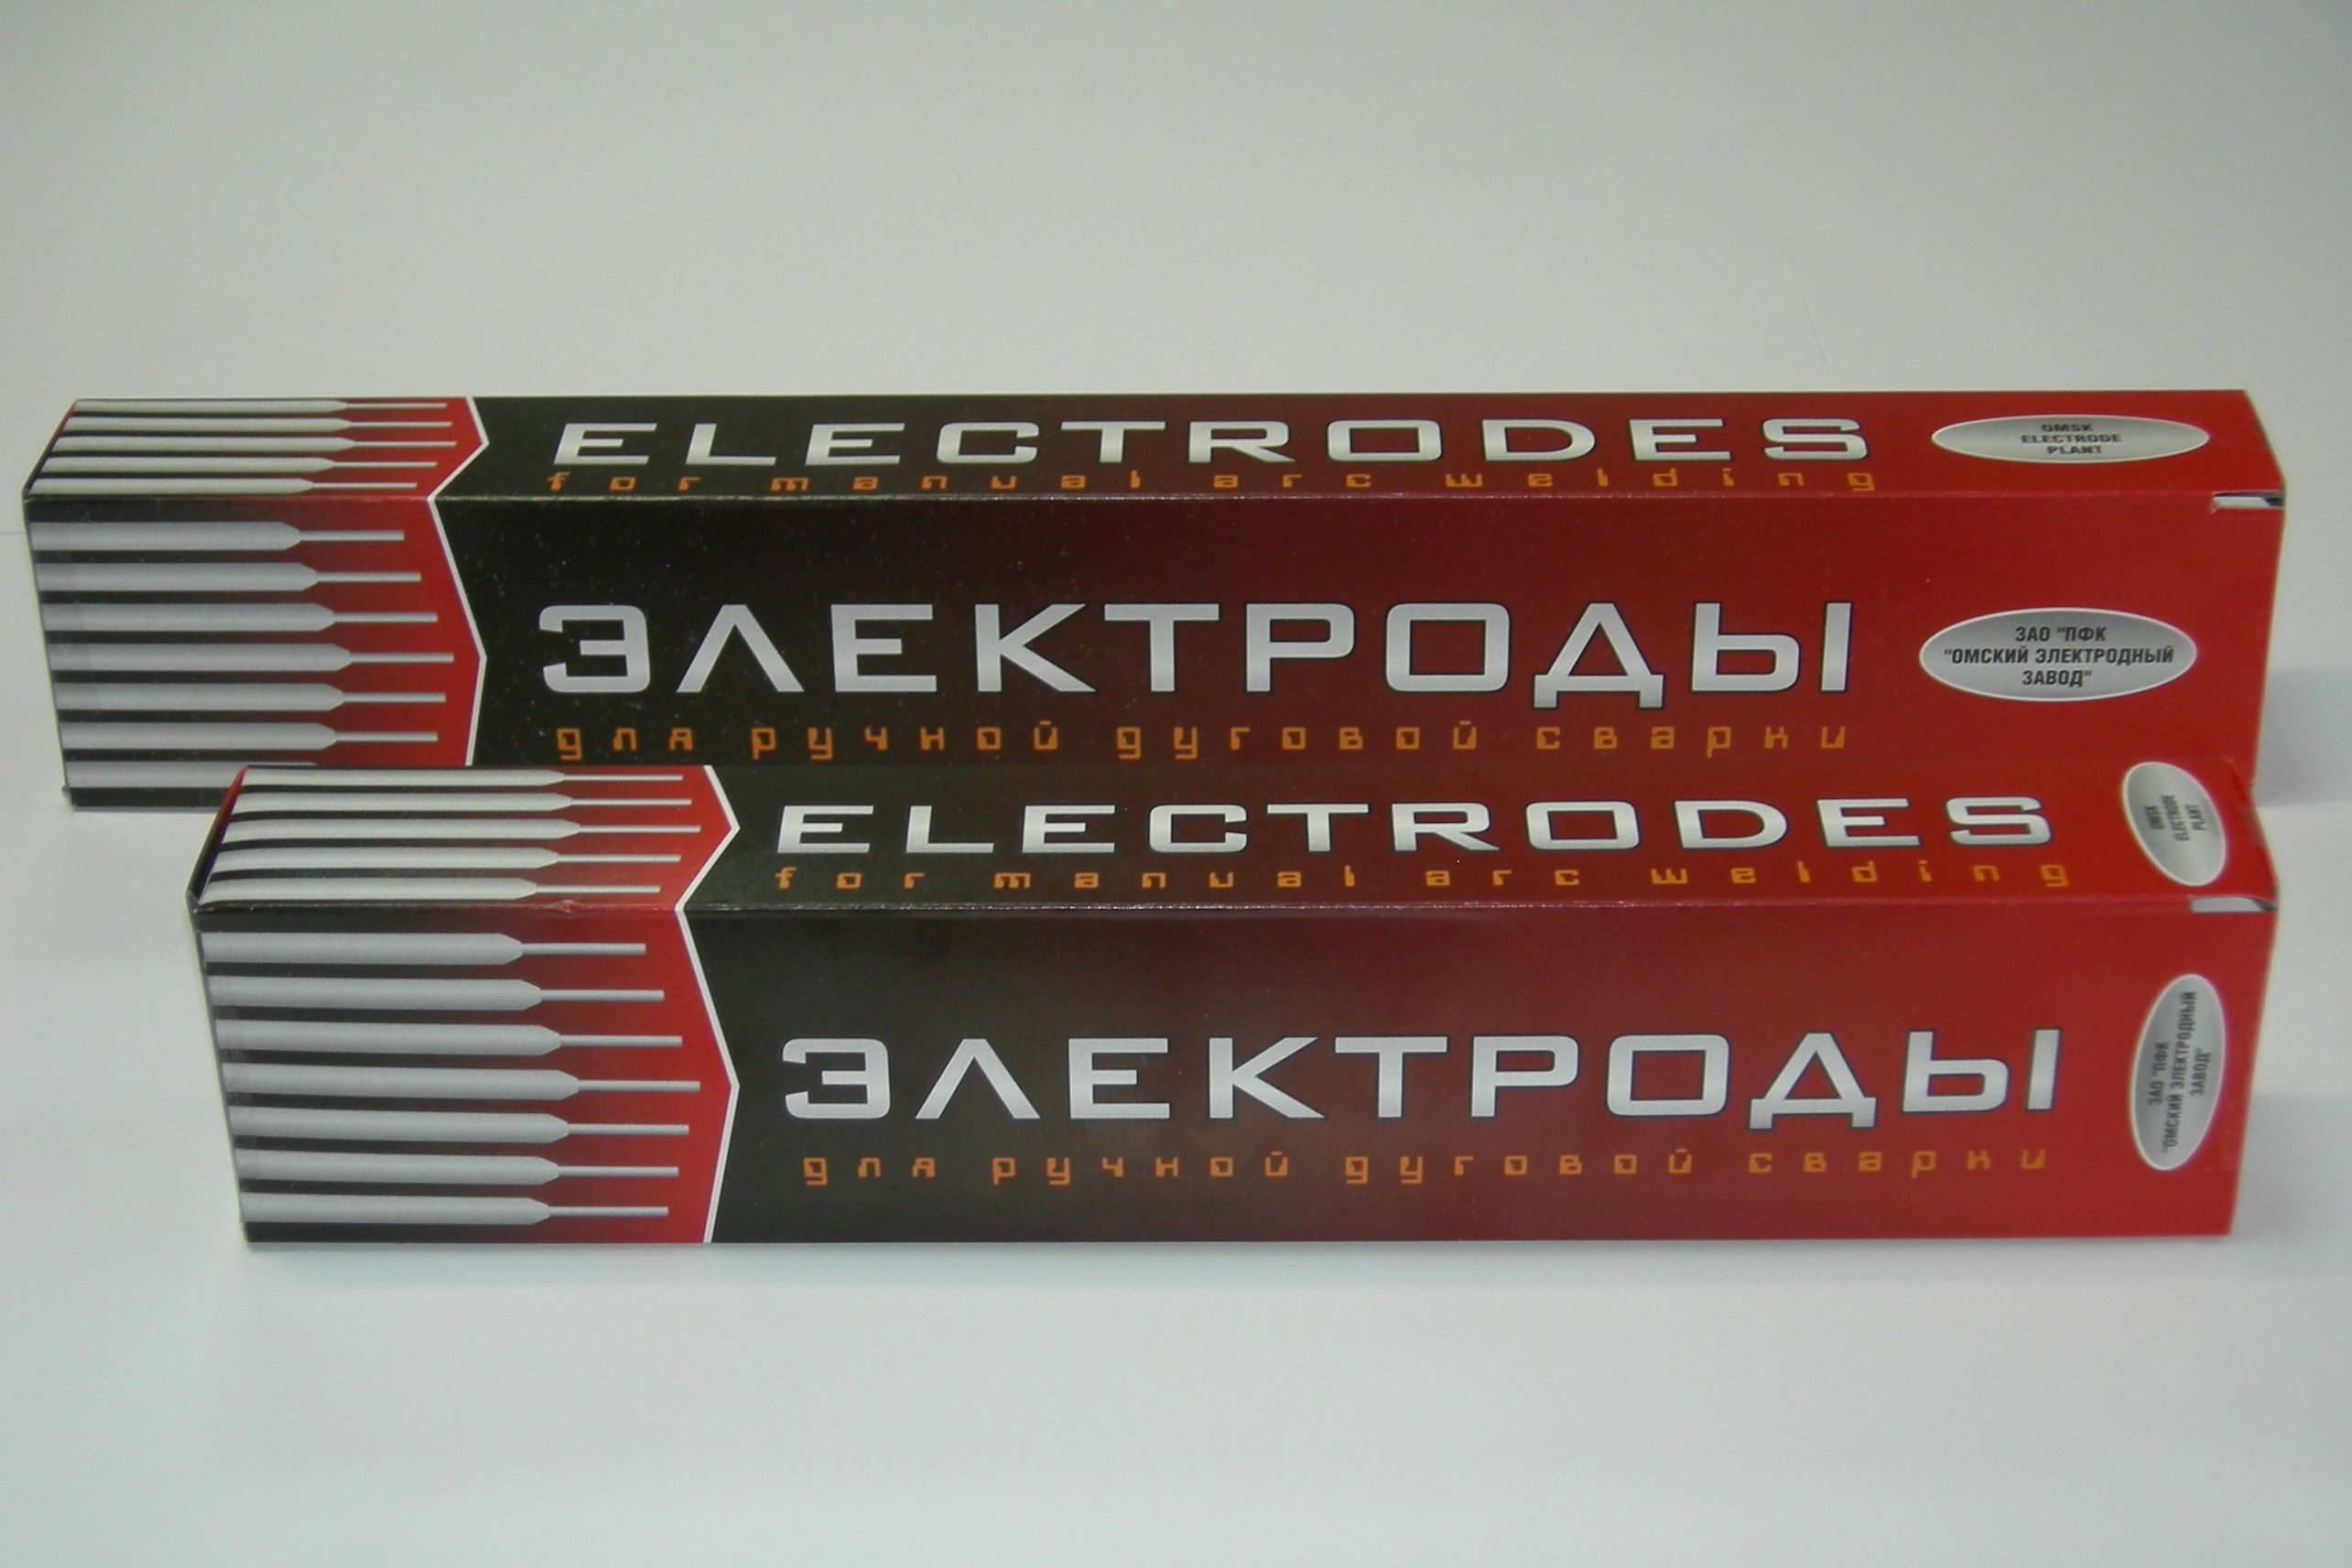 ELECTRODES
for manual arc welding
OMSK
ELECTRODE
PLANT
ЭЛЕКТРОДЫ
для ручной дуговой сварки
ЗАО "ПФК
"ОМСКИЙ ЭЛЕКТРОДНЫЙ
ЗАВОД"
ELECTRODES
for manual arc welding
OMSK
ELECTRODE
PLANT
ЭЛЕКТРОДЫ
для ручной дуговой сварки
ЗАО "ПФК
"ОМСКИЙ ЭЛЕКТРОДНЫЙ
ЗАВОД"